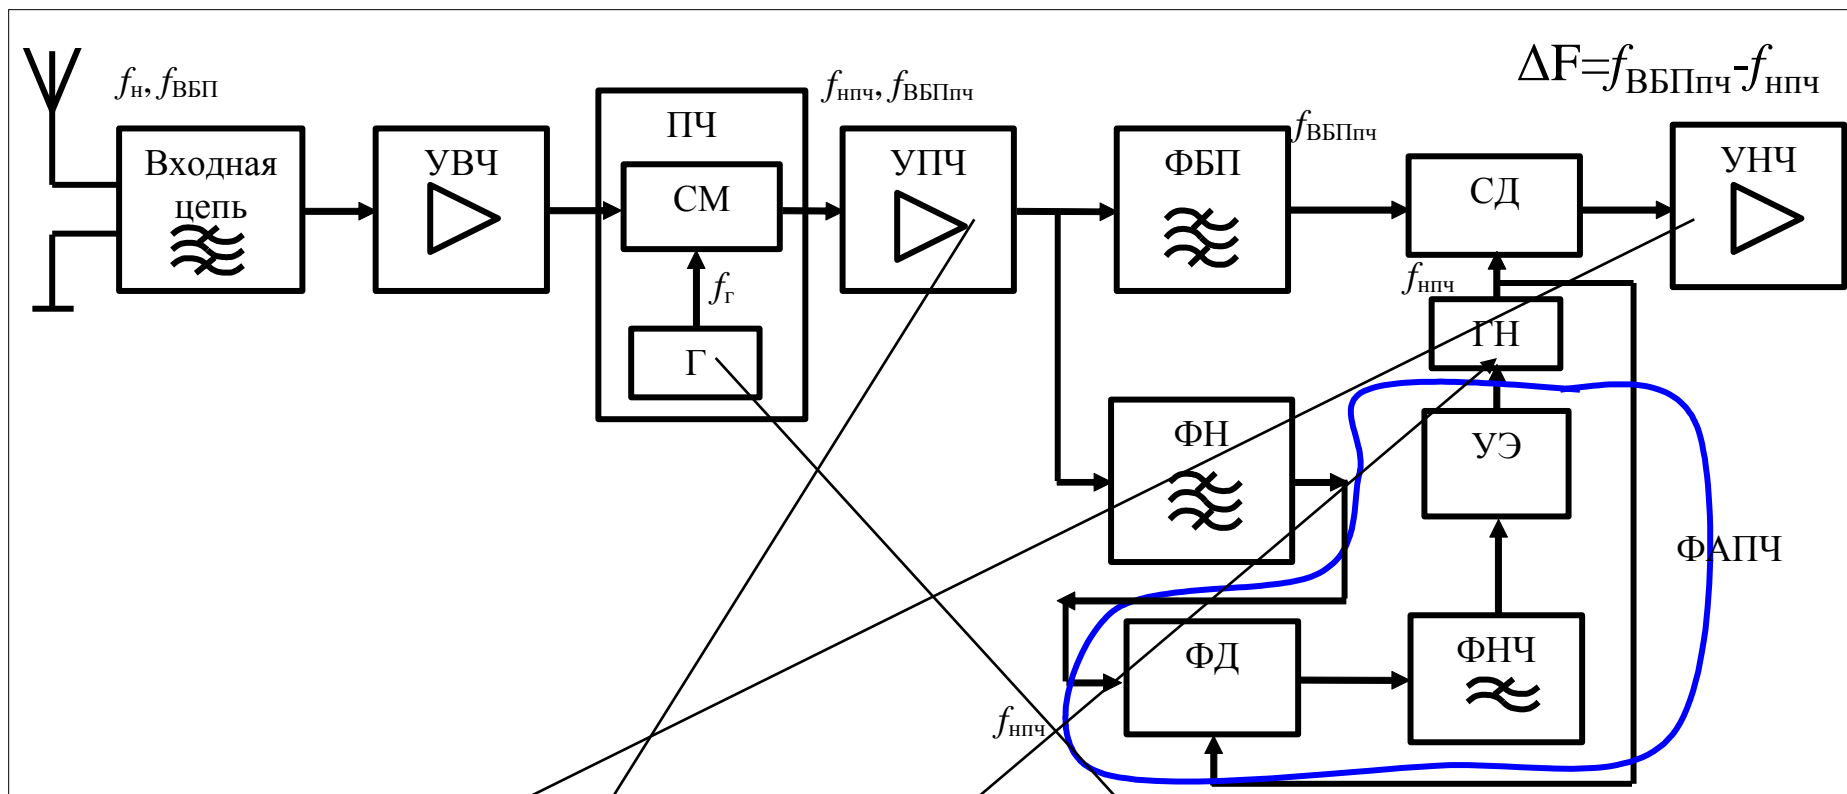 ΔF=fВБПпч-fнпч
fн, fВБП
fнпч, fВБПпч
fВБПпч
Входная
цепь
УВЧ
ПЧ
СМ
УПЧ
ФБП
СД
УНЧ
fг
Г
fнпч
ГН
ФН
УЭ
ФАПЧ
ФД
ФНЧ
fнпч